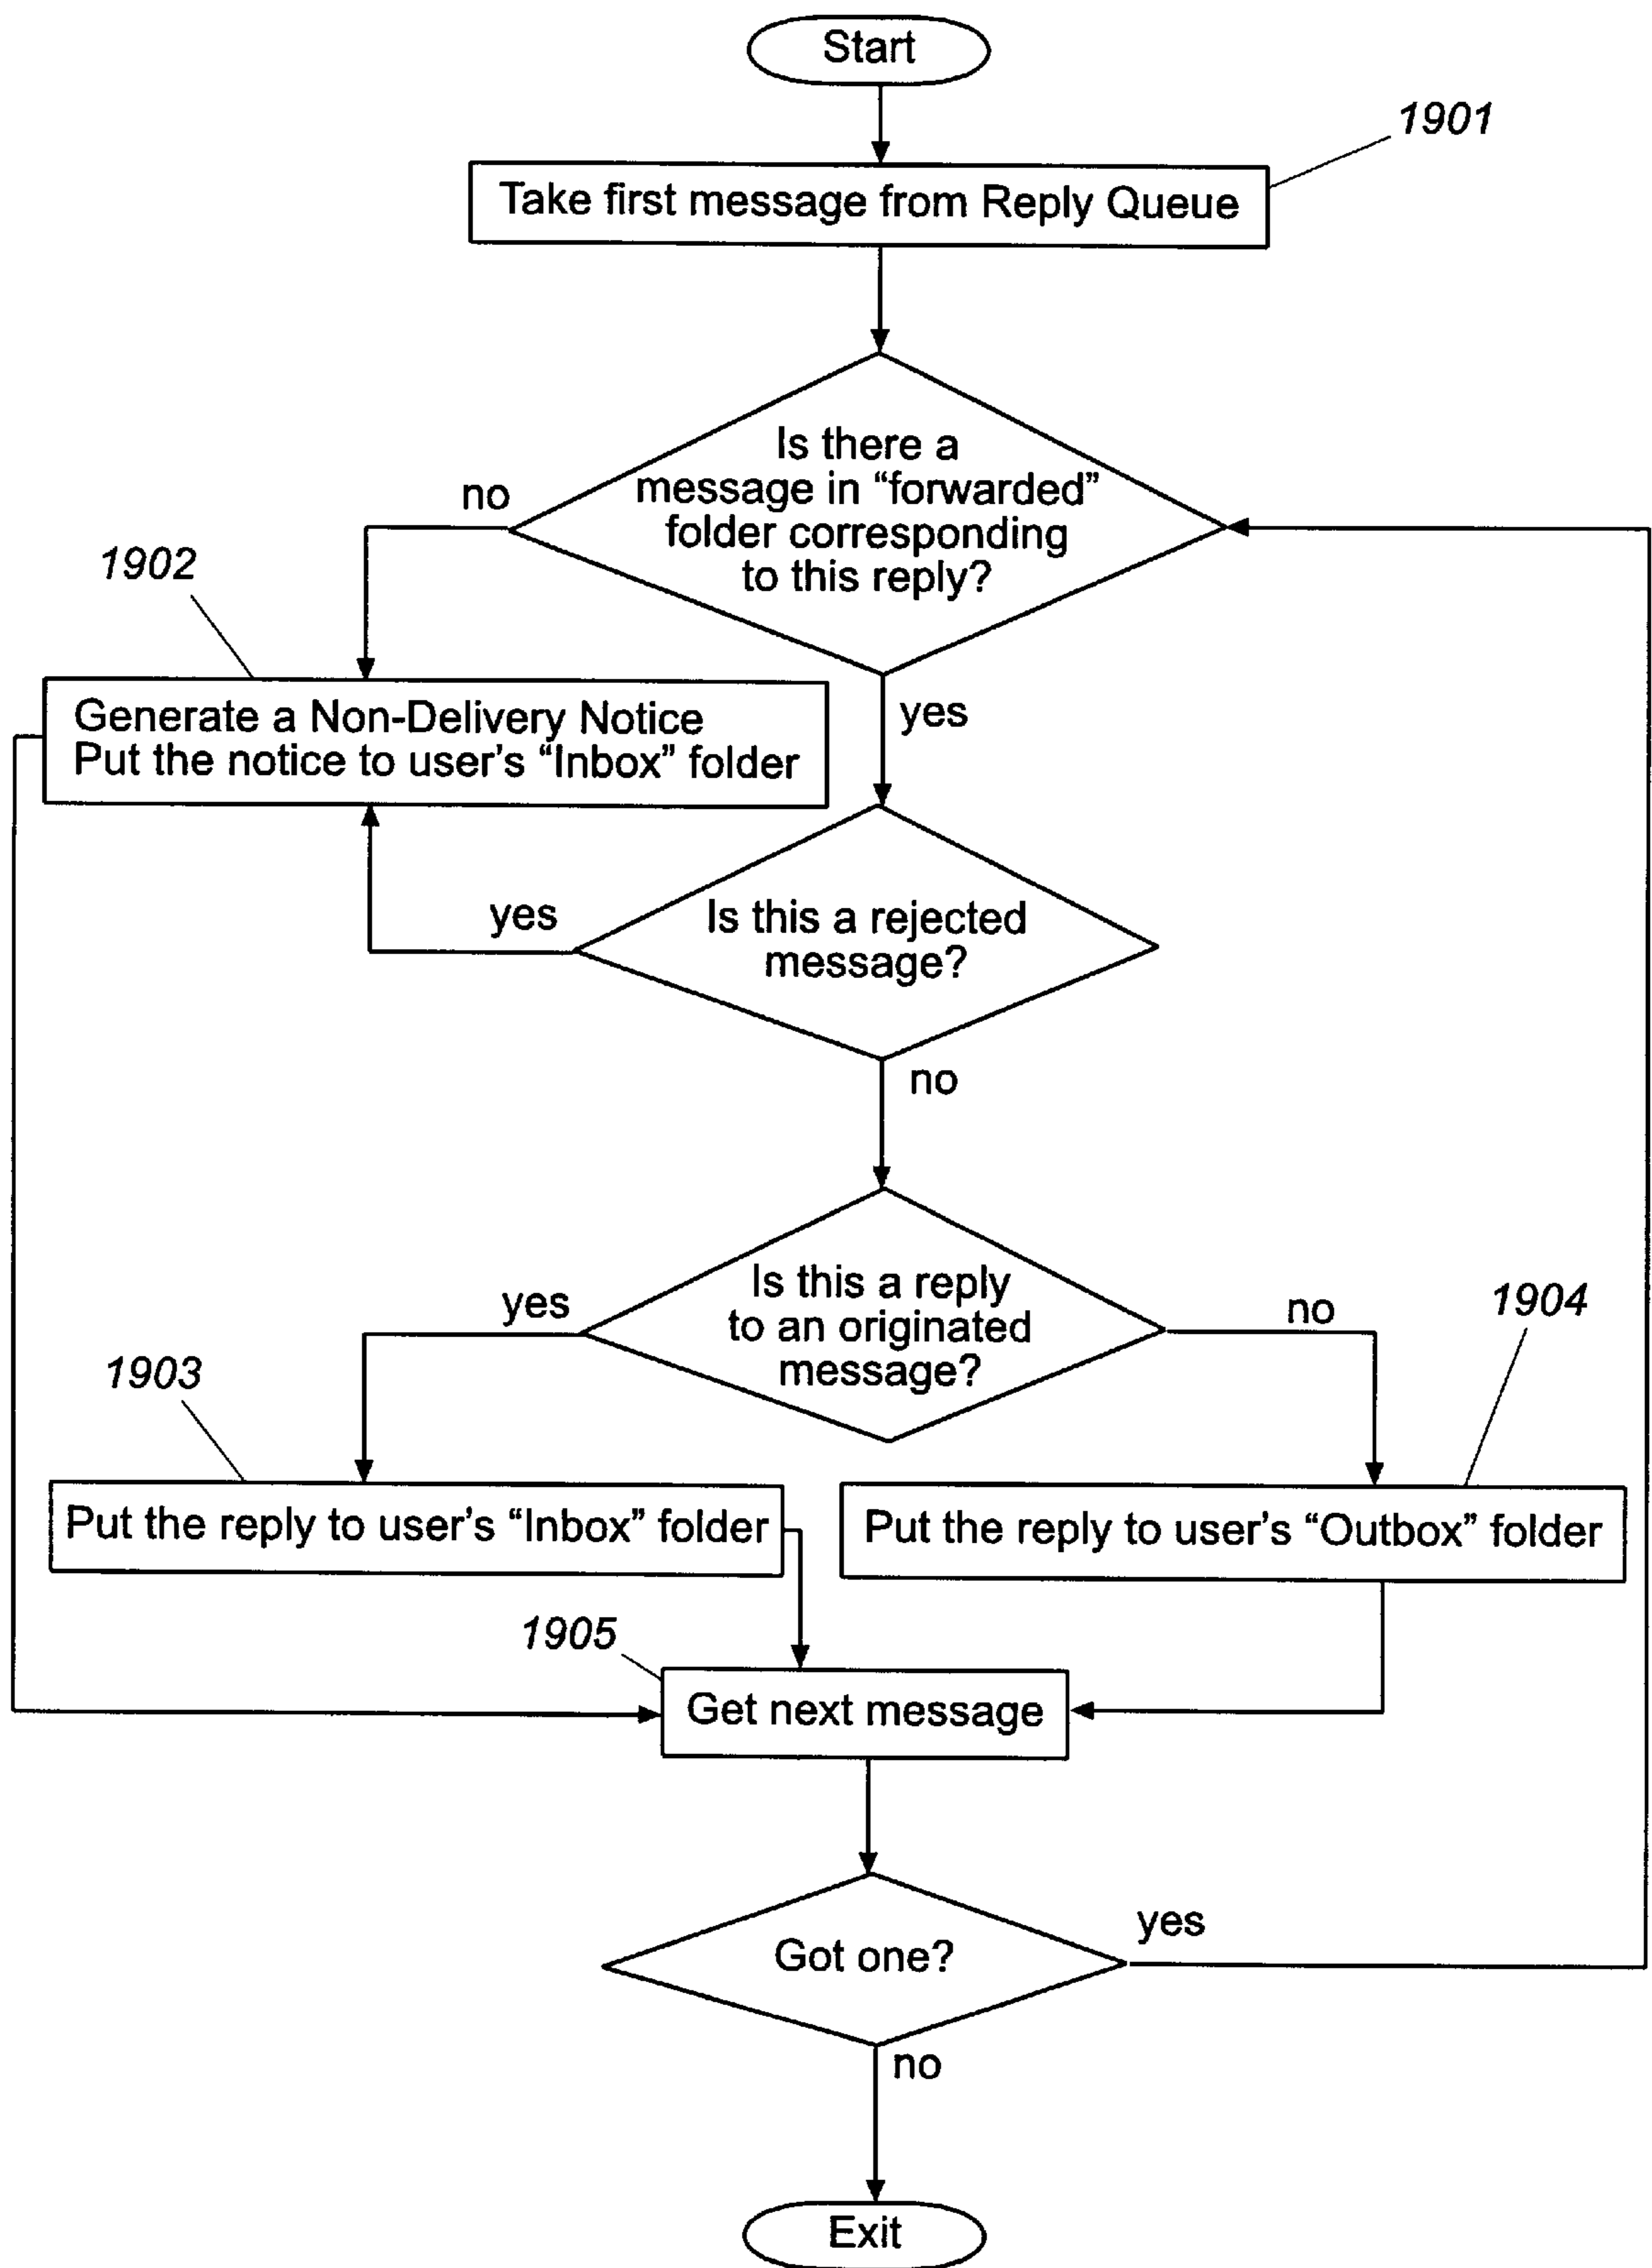 Start
1901
Take first message from Reply Queue
Is there a
message in “forwarded”
folder corresponding
to this reply?
no
1902
Generate a Non-Delivery Notice
Put the notice to user's “Inbox” folder
yes
Is this a rejected
message?
yes
no
Is this a reply
to an originated
message?
yes
no
1904
1903
Put the reply to user's “Inbox” folder
Put the reply to user's “Outbox” folder
1905
Get next message
Got one?
yes
no
Exit